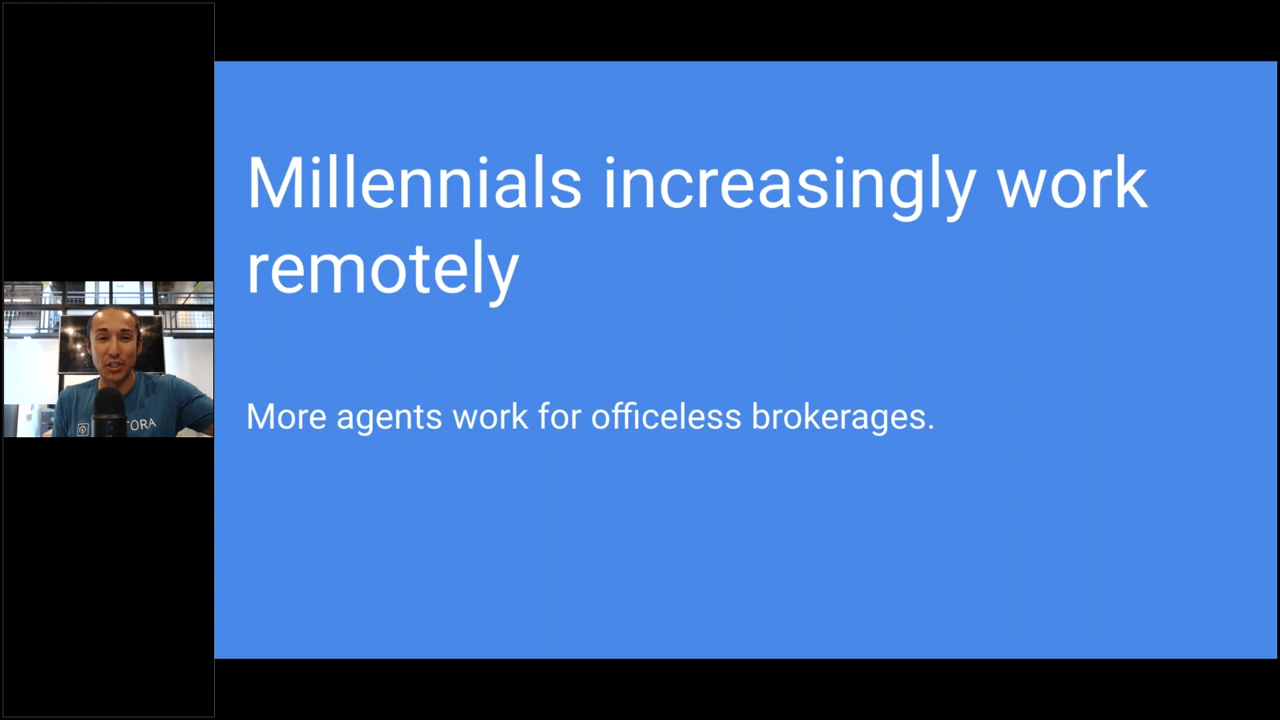 Millennials increasingly work
remotely
More agents work for officeless brokerages.